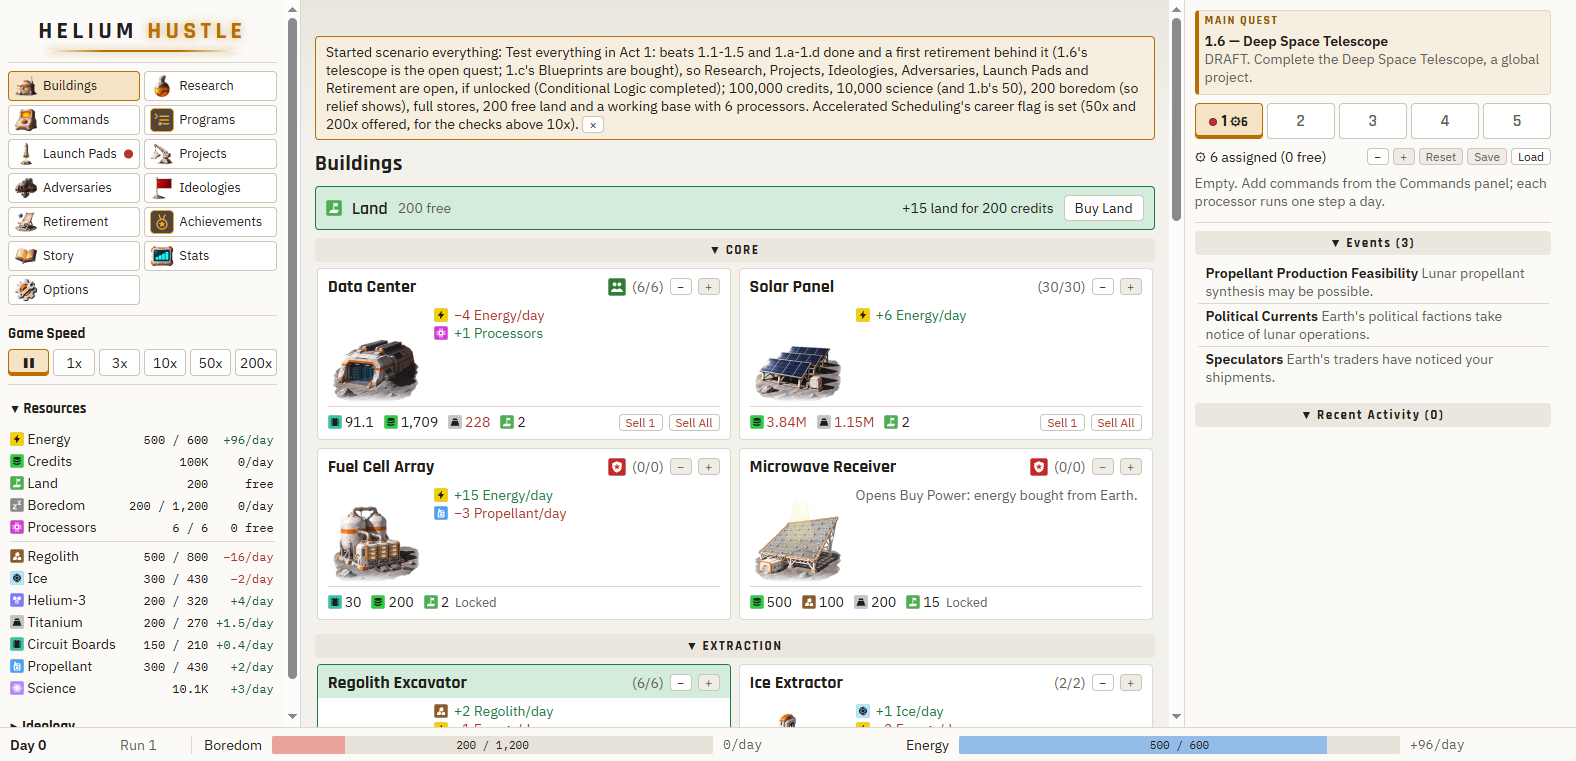 HELIUM HUSTLE
Buildings
Research
Commands
Programs
Launch Pads
Projects
Adversaries
Ideologies
Retirement
Achievements
Story
Stats
Options
Game Speed
1x 3x 10x 50x 200x
▼ Resources
Energy 500 / 600 +96/day
Credits 100K 0/day
Land 200 free
Boredom 200 / 1,200 0/day
Processors 6 / 6 0 free
Regolith 500 / 800 −16/day
Ice 300 / 430 −2/day
Helium-3 200 / 320 +4/day
Titanium 200 / 270 +1.5/day
Circuit Boards 150 / 210 +0.4/day
Propellant 300 / 430 +2/day
Science 10.1K +3/day
► Ideology
Started scenario everything: Test everything in Act 1: beats 1.1-1.5 and 1.a-1.d done and a first retirement behind it (1.6's
telescope is the open quest; 1.c's Blueprints are bought), so Research, Projects, Ideologies, Adversaries, Launch Pads and
Retirement are open, if unlocked (Conditional Logic completed); 100,000 credits, 10,000 science (and 1.b's 50), 200 boredom (so
relief shows), full stores, 200 free land and a working base with 6 processors. Accelerated Scheduling's career flag is set (50x and
200x offered, for the checks above 10x). ×
Buildings
Land 200 free +15 land for 200 credits Buy Land
▼ CORE
Data Center (6/6) − +
−4 Energy/day
+1 Processors
91.1 1,709 228 2 Sell 1 Sell All
Solar Panel (30/30) − +
+6 Energy/day
3.84M 1.15M 2 Sell 1 Sell All
Fuel Cell Array (0/0) − +
+15 Energy/day
−3 Propellant/day
30 200 2 Locked
Microwave Receiver (0/0) − +
Opens Buy Power: energy bought from Earth.
500 100 200 15 Locked
▼ EXTRACTION
Regolith Excavator (6/6) − +
+2 Regolith/day
Ice Extractor (2/2) − +
+1 Ice/day
MAIN QUEST
1.6 — Deep Space Telescope
DRAFT. Complete the Deep Space Telescope, a global
project.
1 ⚙6 2 3 4 5
⚙ 6 assigned (0 free) − + Reset Save Load
Empty. Add commands from the Commands panel; each
processor runs one step a day.
▼ Events (3)
Propellant Production Feasibility Lunar propellant
synthesis may be possible.
Political Currents Earth's political factions take
notice of lunar operations.
Speculators Earth's traders have noticed your
shipments.
▼ Recent Activity (0)
Day 0 Run 1 Boredom 200 / 1,200 0/day Energy 500 / 600 +96/day